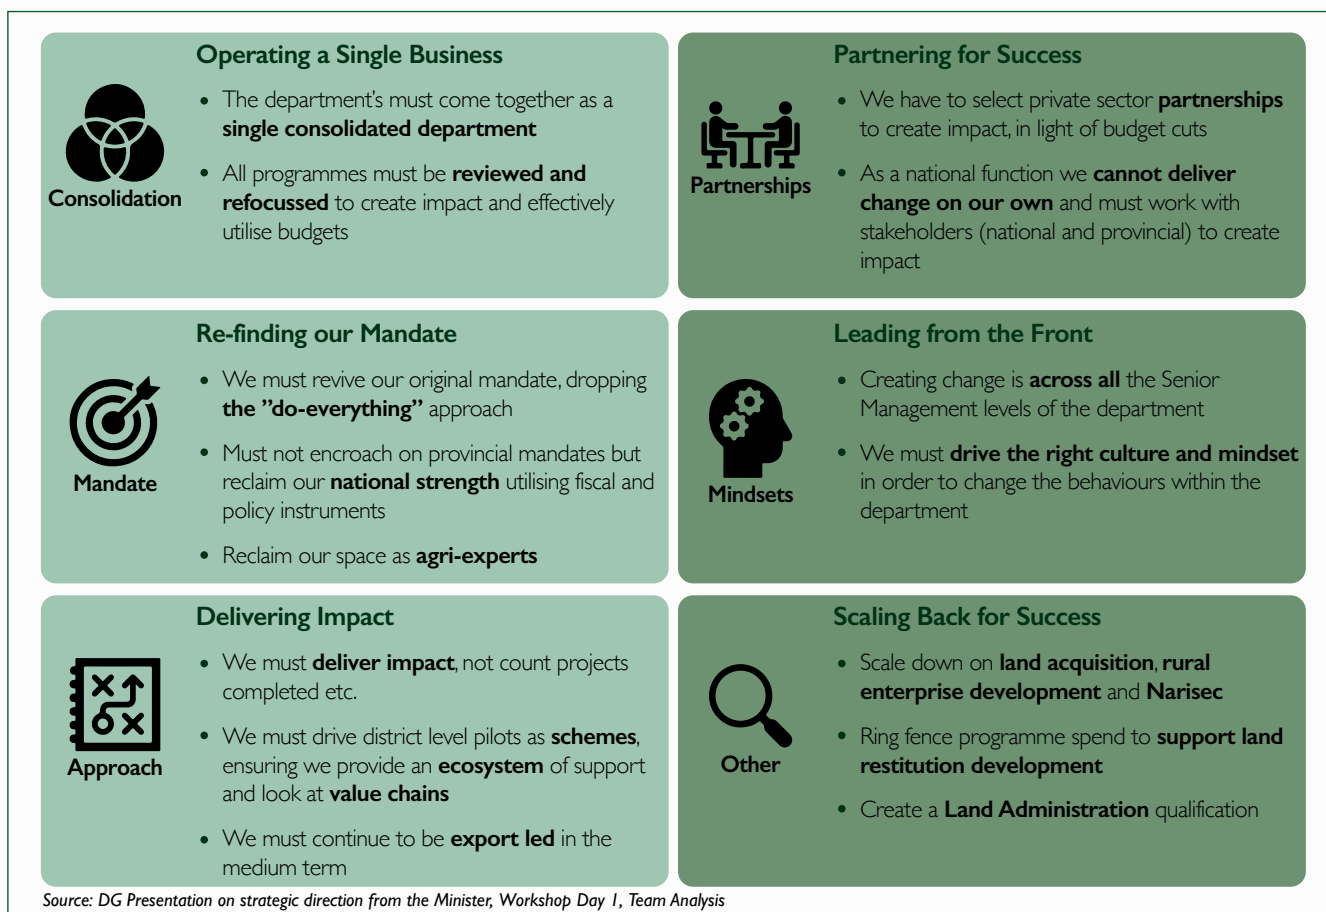 Operating a Single Business
Consolidation
• The department’s must come together as a
single consolidated department
• All programmes must be reviewed and
refocussed to create impact and effectively
utilise budgets
Partnering for Success
Partnerships
• We have to select private sector partnerships
to create impact, in light of budget cuts
• As a national function we cannot deliver
change on our own and must work with
stakeholders (national and provincial) to create
impact
Re-finding our Mandate
Mandate
• We must revive our original mandate, dropping
the ”do-everything” approach
• Must not encroach on provincial mandates but
reclaim our national strength utilising fiscal and
policy instruments
• Reclaim our space as agri-experts
Leading from the Front
Mindsets
• Creating change is across all the Senior
Management levels of the department
• We must drive the right culture and mindset
in order to change the behaviours within the
department
Delivering Impact
Approach
• We must deliver impact, not count projects
completed etc.
• We must drive district level pilots as schemes,
ensuring we provide an ecosystem of support
and look at value chains
• We must continue to be export led in the
medium term
Scaling Back for Success
Other
• Scale down on land acquisition, rural
enterprise development and Narisec
• Ring fence programme spend to support land
restitution development
• Create a Land Administration qualification
Source: DG Presentation on strategic direction from the Minister, Workshop Day 1, Team Analysis